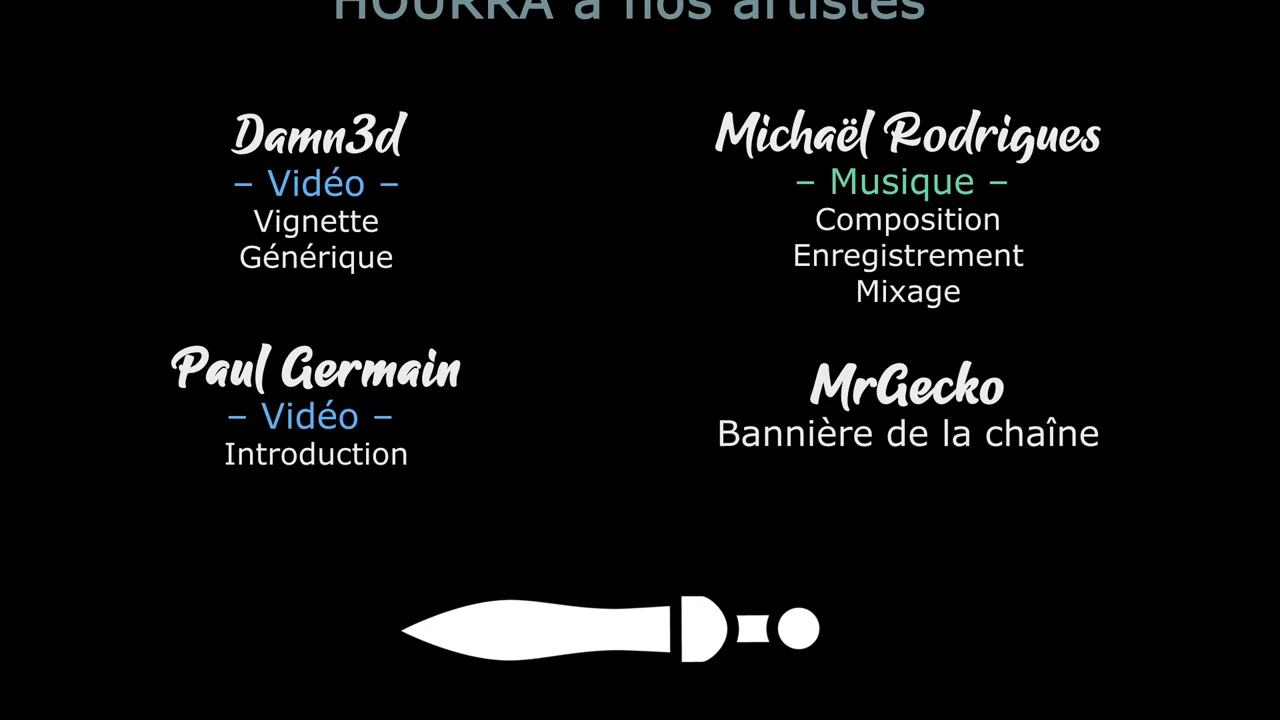 HOURRA à nos artistes
Damn3d
– Vidéo –
Vignette
Générique
Michaël Rodrigues
– Musique –
Composition
Enregistrement
Mixage
Paul Germain
– Vidéo –
Introduction
MrGecko
Bannière de la chaîne